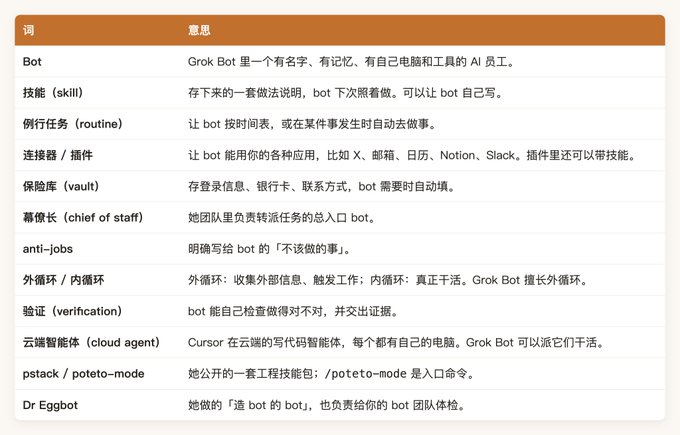 词 意思
Bot Grok Bot 里一个有名字、有记忆、有自己电脑和工具的 AI 员工。
技能（skill） 存下来的一套做法说明，bot 下次照着做。可以让 bot 自己写。
例行任务（routine） 让 bot 按时间表，或在某件事发生时自动去做事。
连接器 / 插件 让 bot 能用你的各种应用，比如 X、邮箱、日历、Notion、Slack。插件里还可以带技能。
保险库（vault） 存登录信息、银行卡、联系方式，bot 需要时自动填。
幕僚长（chief of staff） 她团队里负责转派任务的总入口 bot。
anti-jobs 明确写给 bot 的「不该做的事」。
外循环 / 内循环 外循环：收集外部信息、触发工作；内循环：真正干活。Grok Bot 擅长外循环。
验证（verification） bot 能自己检查做得对不对，并交出证据。
云端智能体（cloud agent） Cursor 在云端的写代码智能体，每个都有自己的电脑。Grok Bot 可以派它们干活。
pstack / poteto-mode 她公开的一套工程技能包；/poteto-mode 是入口命令。
Dr Eggbot 她做的「造 bot 的 bot」，也负责给你的 bot 团队体检。